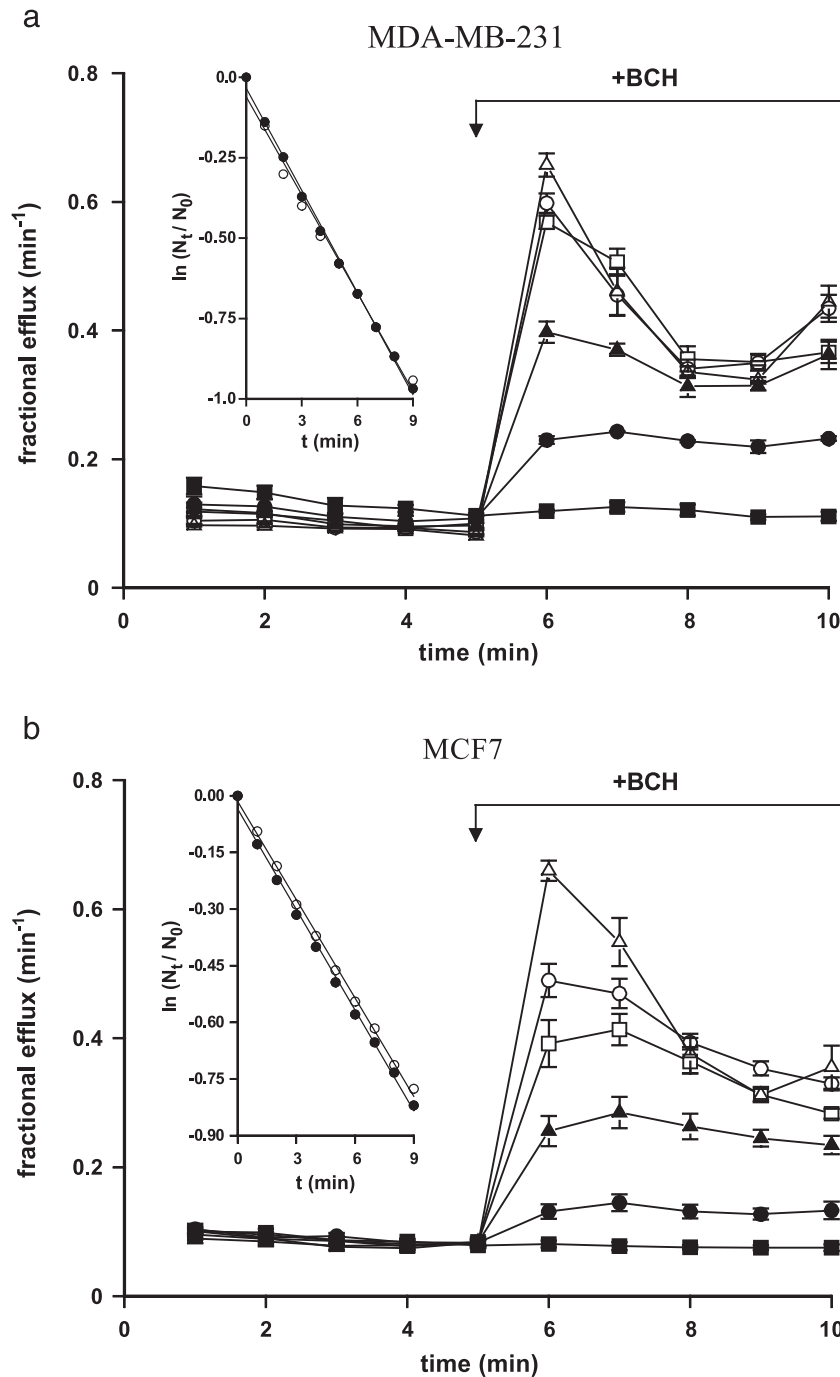 a
MDA-MB-231
+BCH
fractional efflux (min⁻¹)
0.8
0.6
0.4
0.2
0
0 2 4 6 8 10
time (min)
ln (Nt / N0)
0.0
-0.25
-0.50
-0.75
-1.0
0 3 6 9
t (min)
b
MCF7
+BCH
fractional efflux (min⁻¹)
0.8
0.6
0.4
0.2
0
0 2 4 6 8 10
time (min)
ln (Nt / N0)
0.00
-0.15
-0.30
-0.45
-0.60
-0.75
-0.90
0 3 6 9
t (min)